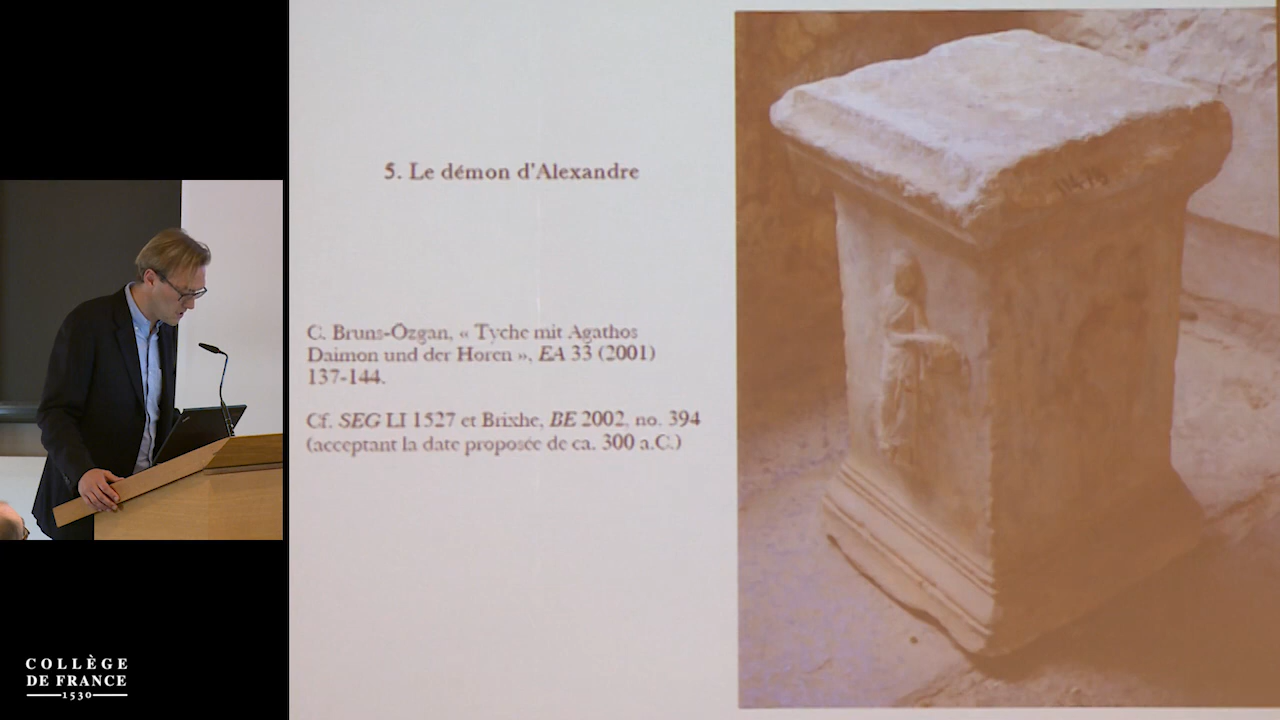 5. Le démon d'Alexandre
C. Bruns-Özgan, « Tyche mit Agathos
Daimon und der Horen », EA 33 (2001)
137-144.
Cf. SEG LI 1527 et Brixhe, BE 2002, no. 394
(acceptant la date proposée de ca. 300 a.C.)
COLLÈGE
DE FRANCE
1530